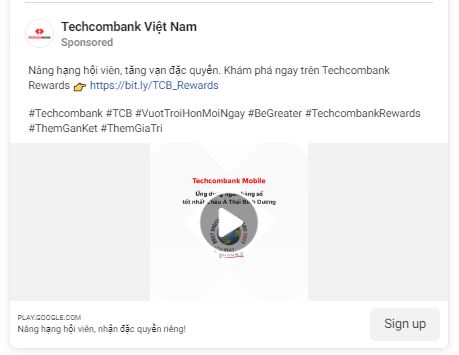 Techcombank Việt Nam
Sponsored
Nâng hạng hội viên, tăng vạn đặc quyền. Khám phá ngay trên Techcombank
Rewards 👉 https://bit.ly/TCB_Rewards
#Techcombank #TCB #VuotTroiHonMoiNgay #BeGreater #TechcombankRewards
#ThemGanKet #ThemGiaTri
TECHCOMBANK
Techcombank Mobile
Ứng dụng ngân hàng số
tốt nhất Châu Á Thái Bình Dương
PLAY.GOOGLE.COM
Nâng hạng hội viên, nhận đặc quyền riêng!
Sign up